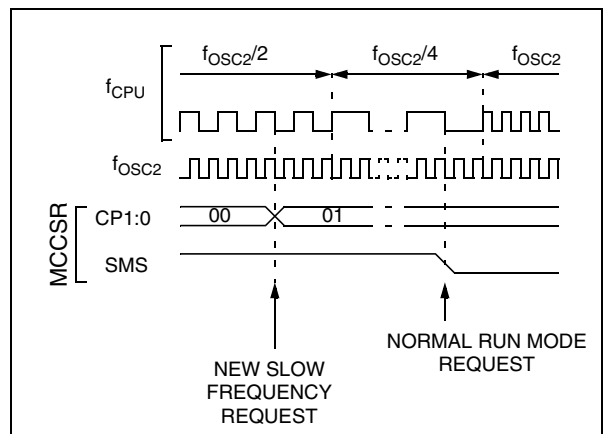 fOSC2/2 fOSC2/4 fOSC2
fCPU
fOSC2
MCCSR
CP1:0 00 01
SMS
NEW SLOW
FREQUENCY
REQUEST
NORMAL RUN MODE
REQUEST